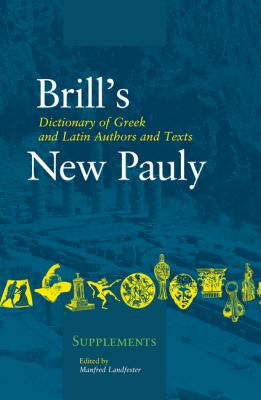 Brill's
Dictionary of Greek
and Latin Authors and Texts
New Pauly
SUPPLEMENTS
Edited by
Manfred Landfester